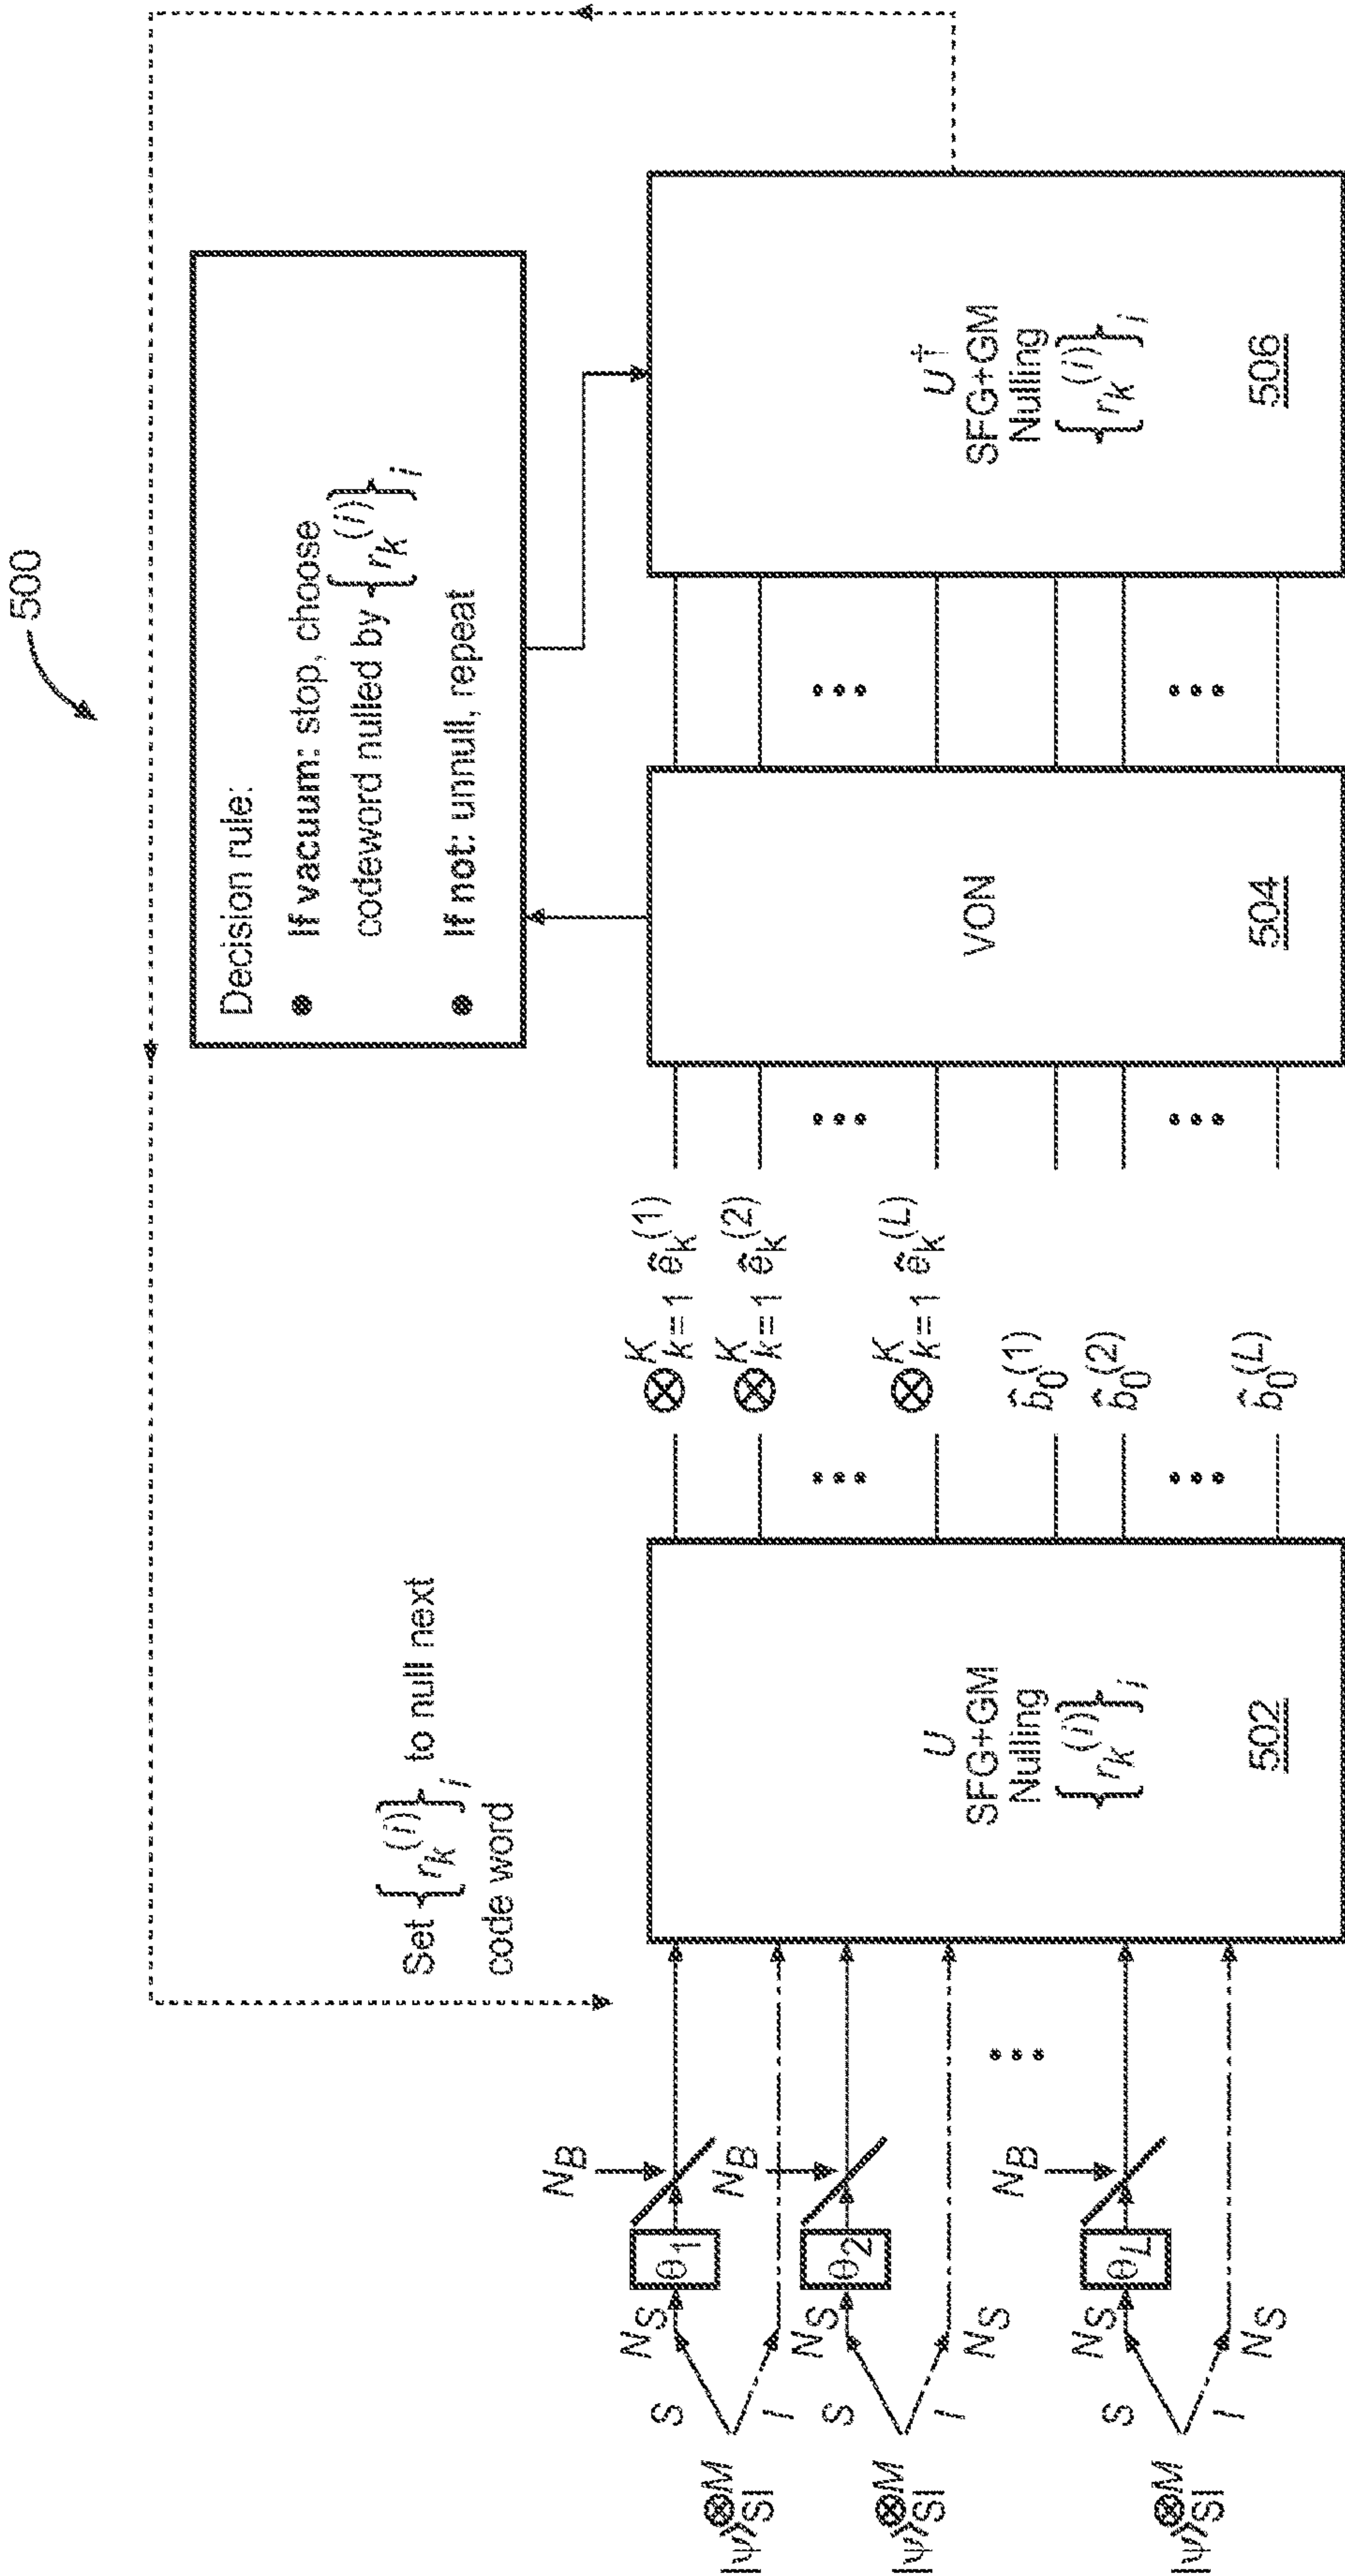 500
Decision rule:
• If vacuum: stop, choose
codeword nulled by {r_k^(i)}_i
• If not: unnull, repeat
Set {r_k^(i)}_i to null next
code word
|ψ⟩_SI^⊗M
S
I
N_S
θ_1
N_B
|ψ⟩_SI^⊗M
S
I
N_S
N_S
θ_2
N_B
|ψ⟩_SI^⊗M
S
I
N_S
N_S
θ_L
N_B
U
SFG+GM
Nulling
{r_k^(i)}_i
502
⊗_{k=1}^K ê_k^(1)
⊗_{k=1}^K ê_k^(2)
⊗_{k=1}^K ê_k^(L)
b̂_0^(1)
b̂_0^(2)
b̂_0^(L)
VON
504
U†
SFG+GM
Nulling
{r_k^(i)}_i
506